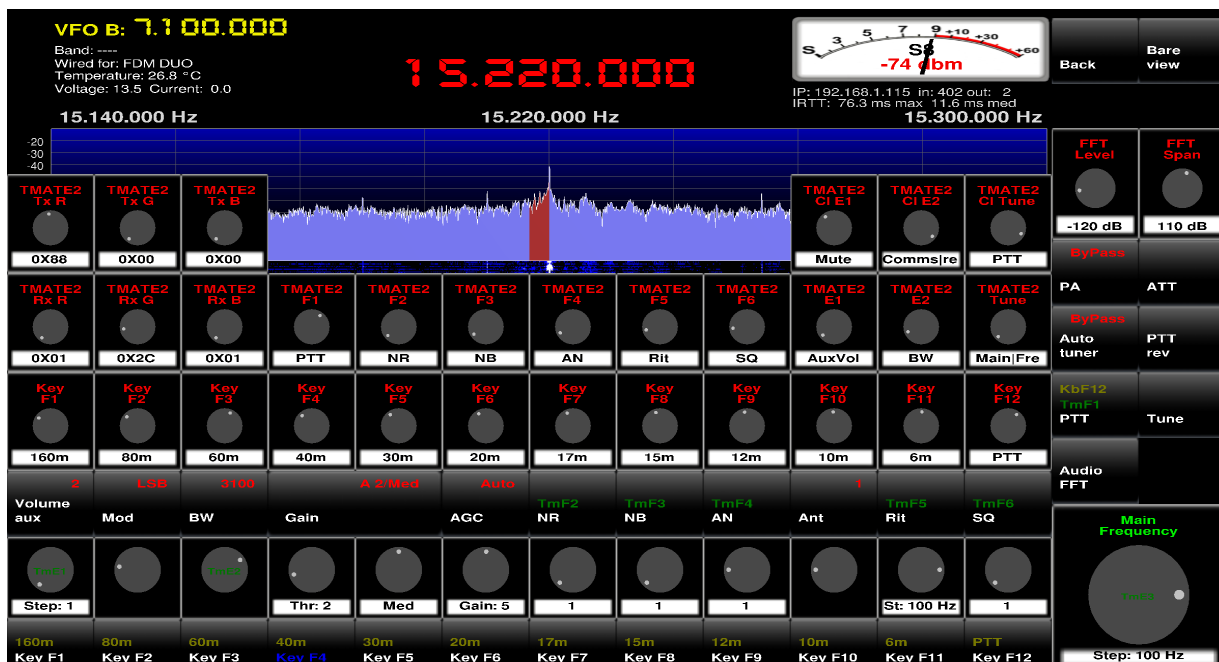 VFO B: 7.100.000
Band: ----
Wired for: FDM DUO
Temperature: 26.8 °C
Voltage: 13.5 Current: 0.0
15.220.000
S 3 5 7 9 +10 +30 +60
S8
-74 dbm
IP: 192.168.1.115 in: 402 out: 2
IRTT: 76.3 ms max 11.6 ms med
Back
Bare view
15.140.000 Hz 15.220.000 Hz 15.300.000 Hz
-20
-30
-40
FFT Level
-120 dB
FFT Span
110 dB
TMATE2 Tx R
0X88
TMATE2 Tx G
0X00
TMATE2 Tx B
0X00
TMATE2 Cl E1
Mute
TMATE2 Cl E2
Comms|re
TMATE2 Cl Tune
PTT
ByPass
PA
ATT
TMATE2 Rx R
0X01
TMATE2 Rx G
0X2C
TMATE2 Rx B
0X01
TMATE2 F1
PTT
TMATE2 F2
NR
TMATE2 F3
NB
TMATE2 F4
AN
TMATE2 F5
Rit
TMATE2 F6
SQ
TMATE2 E1
AuxVol
TMATE2 E2
BW
TMATE2 Tune
Main|Fre
ByPass
Auto tuner
PTT rev
Key F1
160m
Key F2
80m
Key F3
60m
Key F4
40m
Key F5
30m
Key F6
20m
Key F7
17m
Key F8
15m
Key F9
12m
Key F10
10m
Key F11
6m
Key F12
PTT
KbF12
TmF1
PTT
Tune
2
Volume aux
LSB
Mod
3100
BW
Gain
A 2/Med
Auto
AGC
TmF2
NR
TmF3
NB
TmF4
AN
1
Ant
TmF5
Rit
TmF6
SQ
Audio FFT
Step: 1
Thr: 2
Med
Gain: 5
1
1
1
St: 100 Hz
1
Main Frequency
Step: 100 Hz
160m
Key F1
80m
Key F2
60m
Key F3
40m
Key F4
30m
Key F5
20m
Key F6
17m
Key F7
15m
Key F8
12m
Key F9
10m
Key F10
6m
Key F11
PTT
Key F12